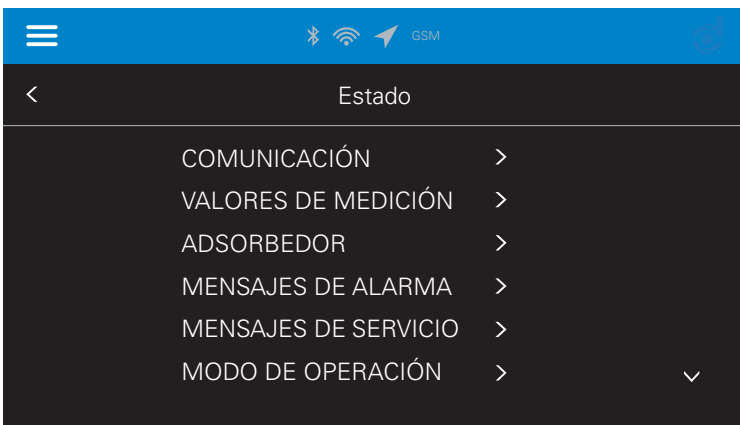 GSM
Estado
COMUNICACIÓN
VALORES DE MEDICIÓN
ADSORBEDOR
MENSAJES DE ALARMA
MENSAJES DE SERVICIO
MODO DE OPERACIÓN